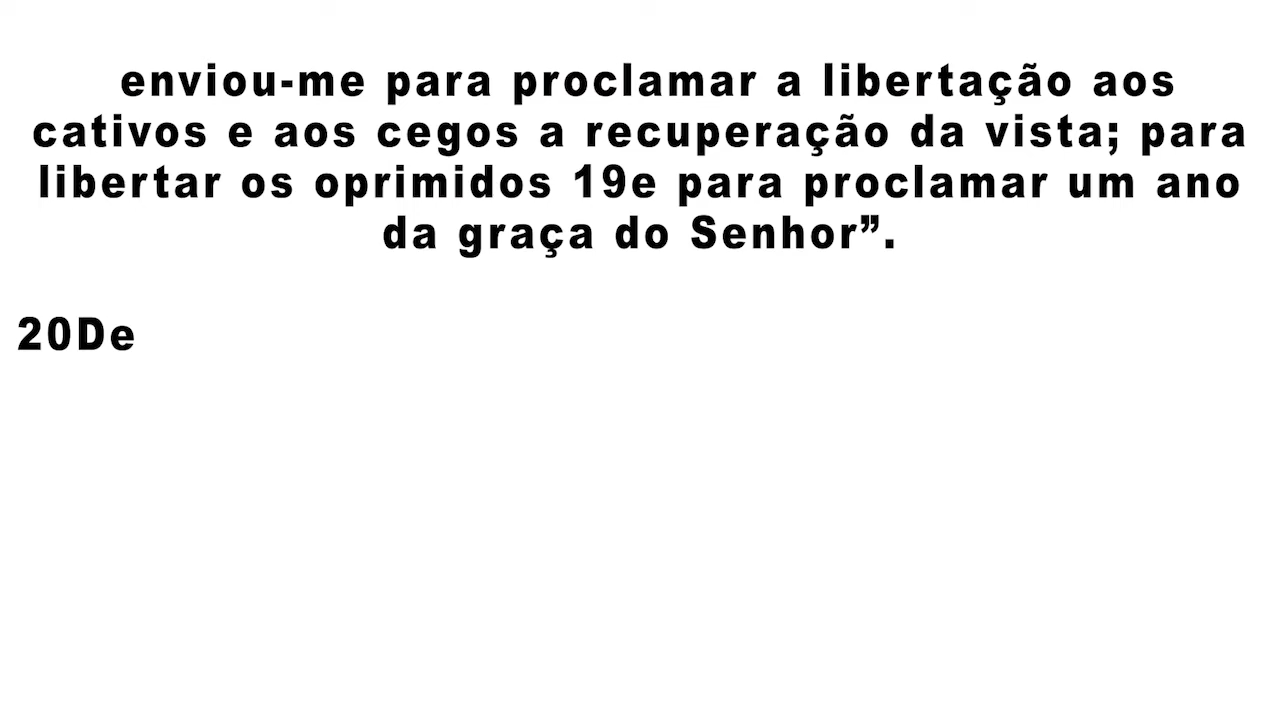 enviou-me para proclamar a libertação aos
cativos e aos cegos a recuperação da vista; para
libertar os oprimidos 19e para proclamar um ano
da graça do Senhor”.
20De